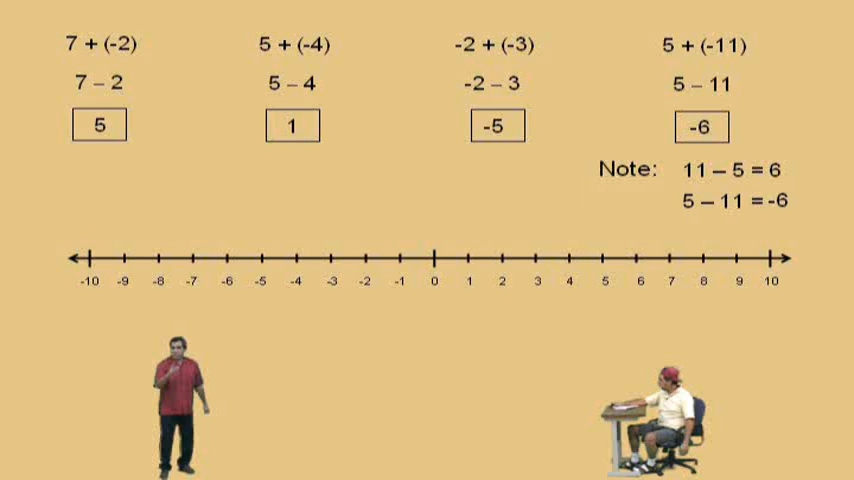 7 + (-2)
7 – 2
5
5 + (-4)
5 – 4
1
-2 + (-3)
-2 – 3
-5
5 + (-11)
5 – 11
-6
Note: 11 – 5 = 6
5 – 11 = -6
-10 -9 -8 -7 -6 -5 -4 -3 -2 -1 0 1 2 3 4 5 6 7 8 9 10